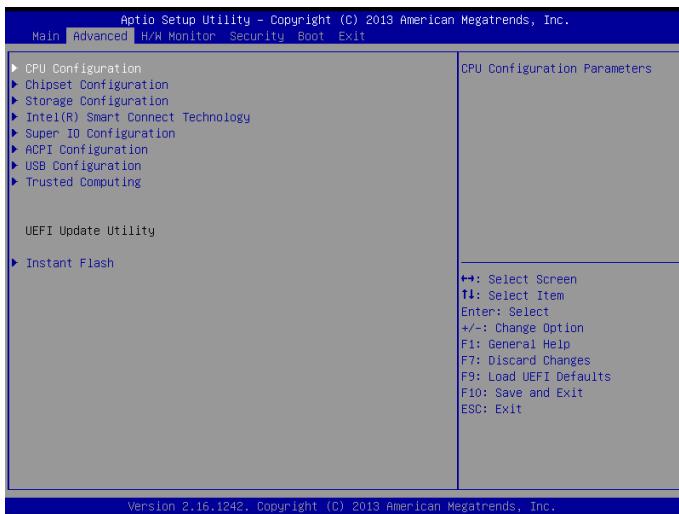 Aptio Setup Utility – Copyright (C) 2013 American Megatrends, Inc.
Main Advanced H/W Monitor Security Boot Exit
CPU Configuration
Chipset Configuration
Storage Configuration
Intel(R) Smart Connect Technology
Super IO Configuration
ACPI Configuration
USB Configuration
Trusted Computing
UEFI Update Utility
Instant Flash
CPU Configuration Parameters
↔: Select Screen
↑↓: Select Item
Enter: Select
+/-: Change Option
F1: General Help
F7: Discard Changes
F9: Load UEFI Defaults
F10: Save and Exit
ESC: Exit
Version 2.16.1242. Copyright (C) 2013 American Megatrends, Inc.